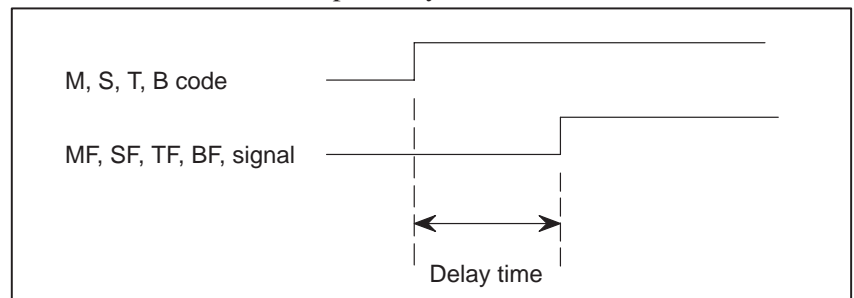 M, S, T, B code
MF, SF, TF, BF, signal
Delay time